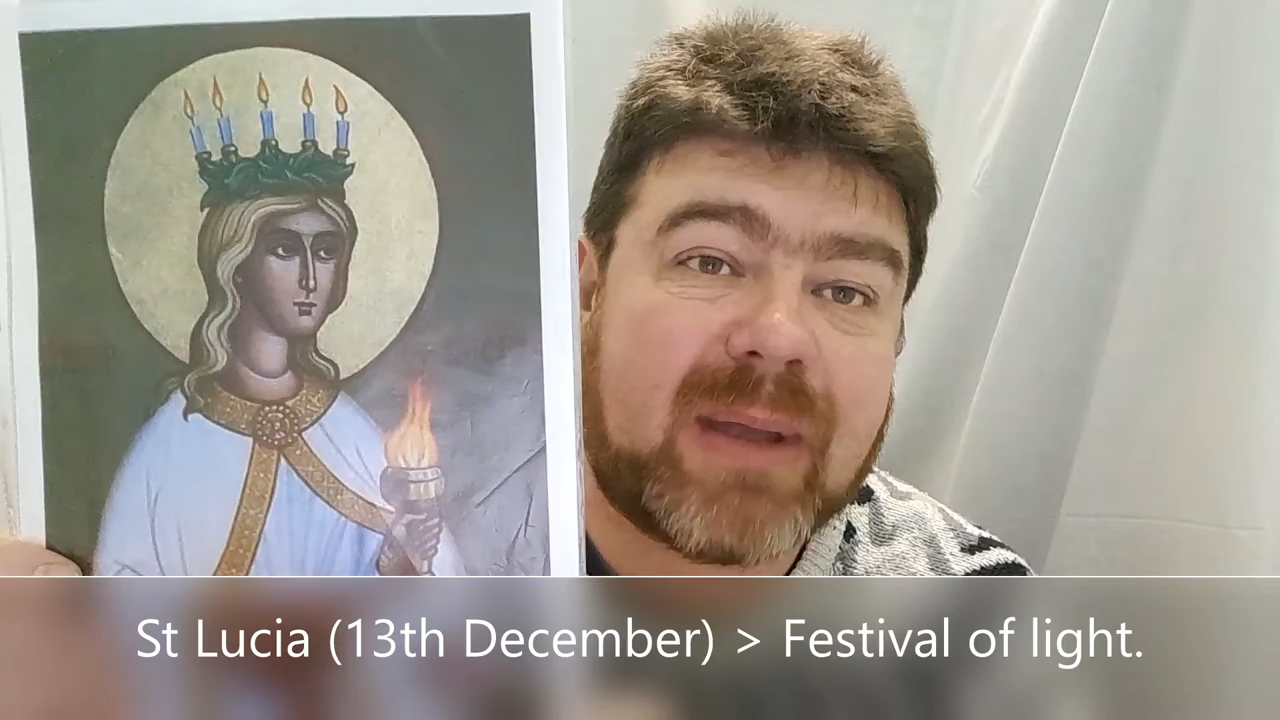 St Lucia (13th December) > Festival of light.